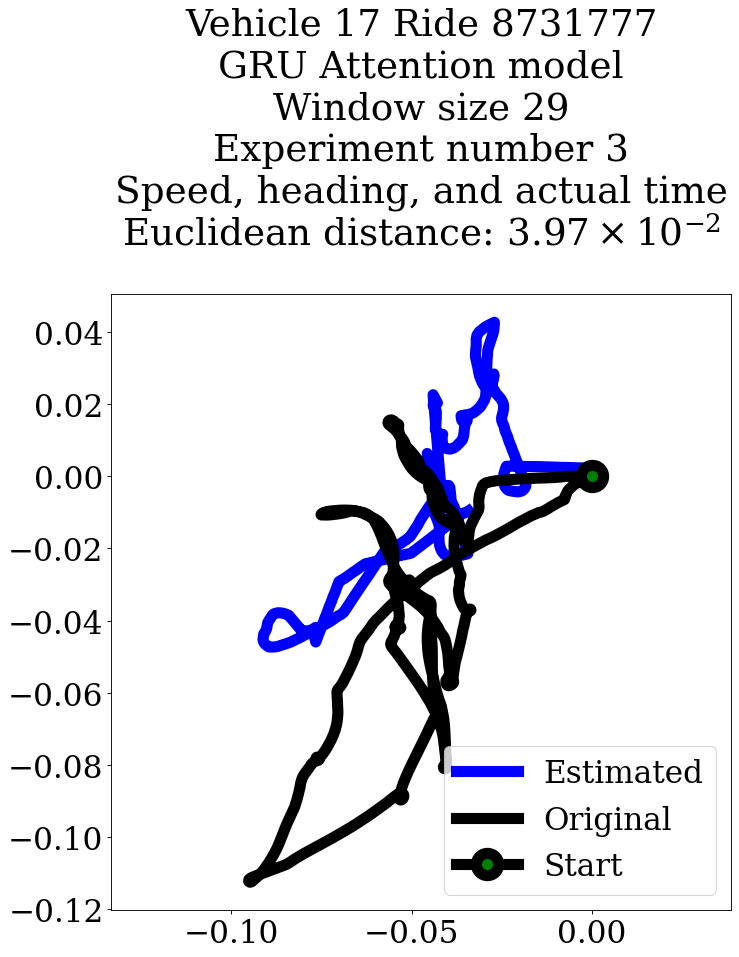 Vehicle 17 Ride 8731777
GRU Attention model
Window size 29
Experiment number 3
Speed, heading, and actual time
Euclidean distance: 3.97 × 10⁻²
0.04
0.02
0.00
−0.02
−0.04
−0.06
−0.08
−0.10
−0.12
Estimated
Original
Start
−0.10
−0.05
0.00